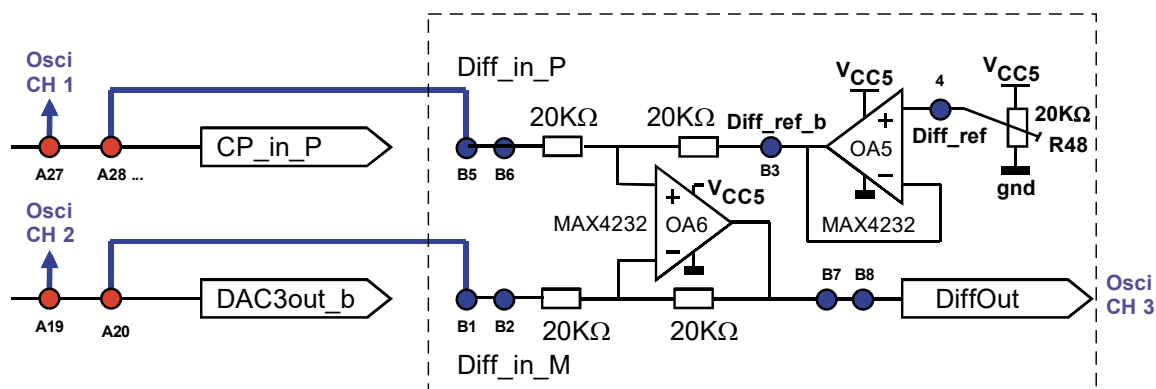 Osci
CH 1
A27
A28 ...
CP_in_P
Diff_in_P
20KΩ
20KΩ
B5
B6
Diff_ref_b
B3
VCC5
OA5
+
−
MAX4232
4
Diff_ref
VCC5
20KΩ
R48
gnd
MAX4232
+
−
OA6
VCC5
Osci
CH 2
A19
A20
DAC3out_b
B1
B2
20KΩ
20KΩ
Diff_in_M
B7
B8
DiffOut
Osci
CH 3